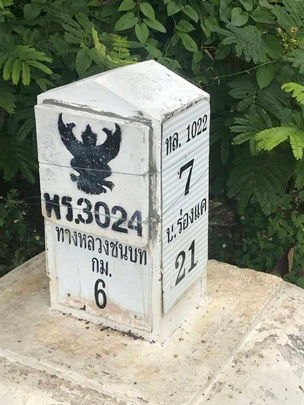 พร.3024
ทางหลวงชนบท
กม.
6
ทล. 1022
7
บ.ร่องแค
21